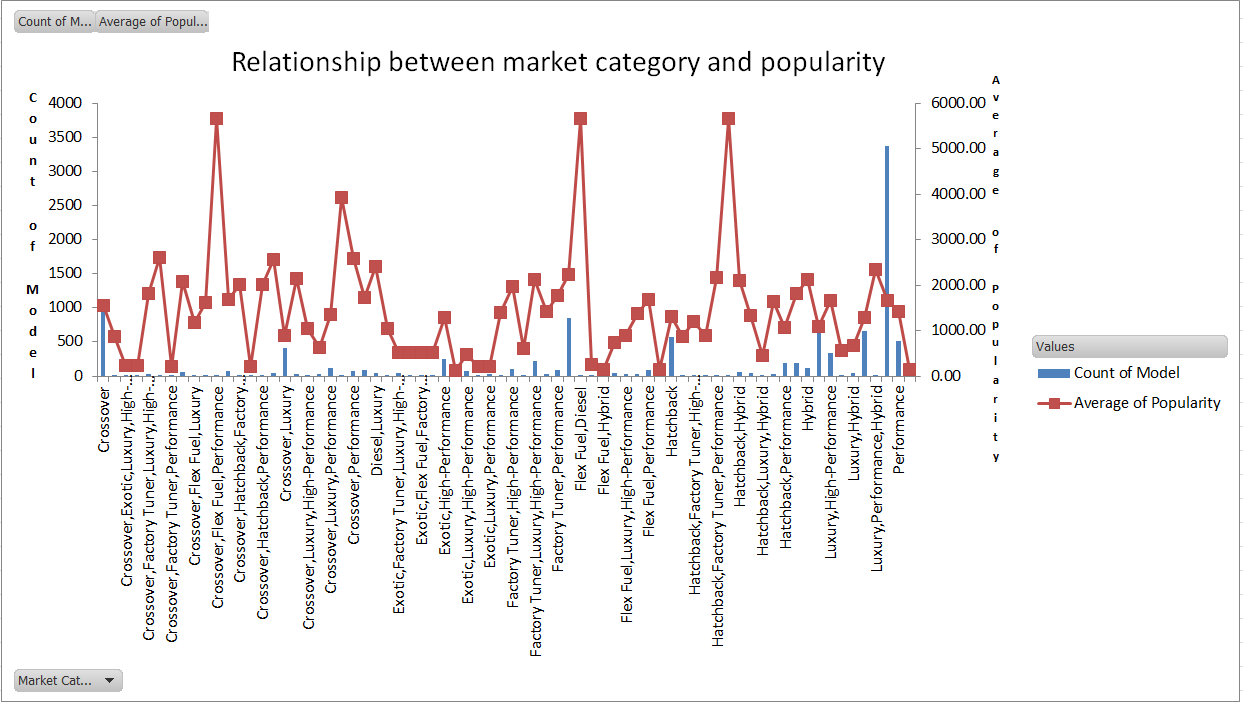 Count of M...
Average of Popul...
Relationship between market category and popularity
Count of Model
4000
3500
3000
2500
2000
1500
1000
500
0
6000.00
5000.00
4000.00
3000.00
2000.00
1000.00
0.00
Average of Popularity
Crossover
Crossover,Exotic,Luxury,High-...
Crossover,Factory Tuner,Luxury,High-...
Crossover,Factory Tuner,Performance
Crossover,Flex Fuel,Luxury
Crossover,Flex Fuel,Performance
Crossover,Hatchback,Factory...
Crossover,Hatchback,Performance
Crossover,Luxury
Crossover,Luxury,High-Performance
Crossover,Luxury,Performance
Crossover,Performance
Diesel,Luxury
Exotic,Factory Tuner,Luxury,High-...
Exotic,Flex Fuel,Factory...
Exotic,High-Performance
Exotic,Luxury,High-Performance
Exotic,Luxury,Performance
Factory Tuner,High-Performance
Factory Tuner,Luxury,High-Performance
Factory Tuner,Performance
Flex Fuel,Diesel
Flex Fuel,Hybrid
Flex Fuel,Luxury,High-Performance
Flex Fuel,Performance
Hatchback
Hatchback,Factory Tuner,High-...
Hatchback,Factory Tuner,Performance
Hatchback,Hybrid
Hatchback,Luxury,Hybrid
Hatchback,Performance
Hybrid
Luxury,High-Performance
Luxury,Hybrid
Luxury,Performance,Hybrid
Performance
Values
Count of Model
Average of Popularity
Market Cat...